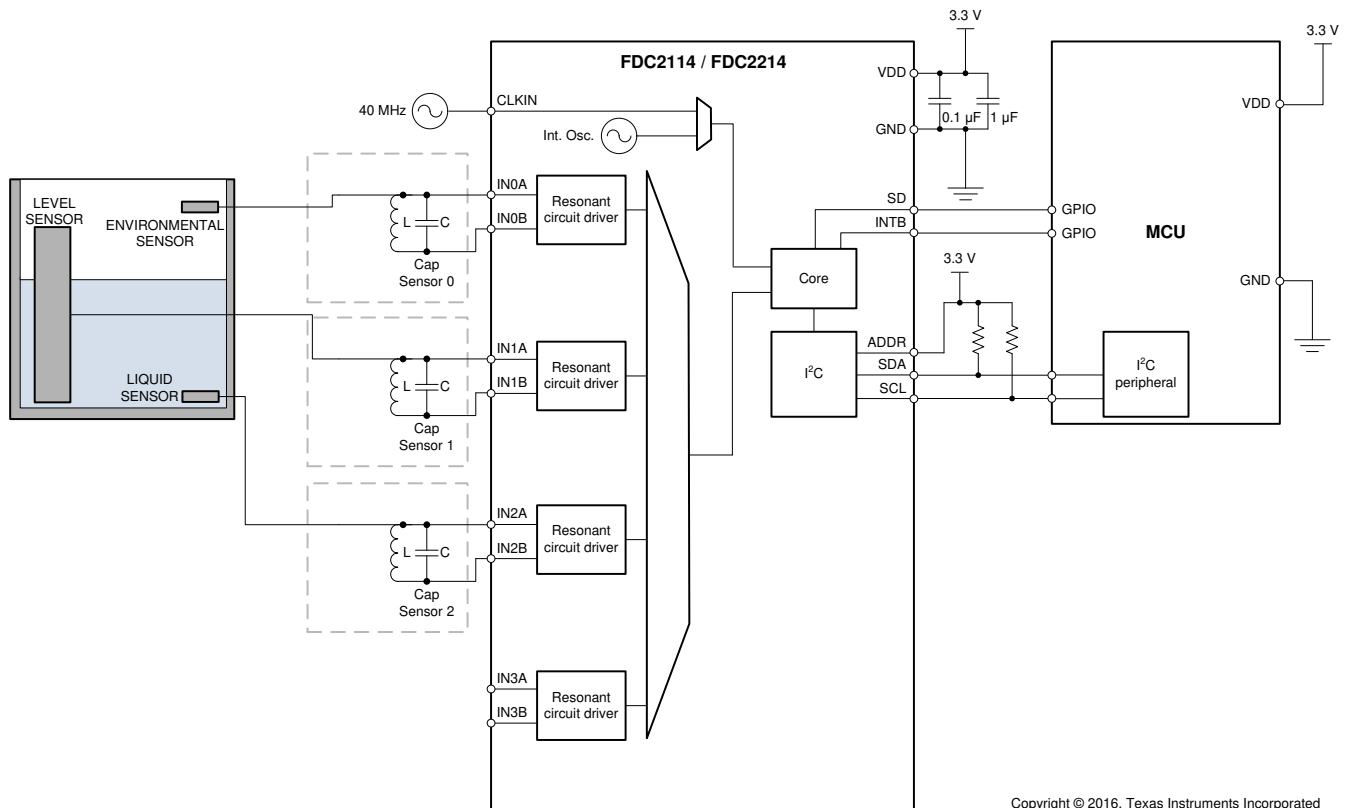 3.3 V
3.3 V
FDC2114 / FDC2214
VDD
CLKIN
40 MHz
0.1 µF
1 µF
VDD
Int. Osc.
GND
IN0A
LEVEL
SENSOR
Resonant
circuit driver
SD
GPIO
ENVIRONMENTAL
SENSOR
L
C
IN0B
INTB
GPIO
MCU
Cap
Sensor 0
3.3 V
Core
GND
IN1A
ADDR
Resonant
circuit driver
SDA
I²C
I²C
peripheral
LIQUID
SENSOR
L
C
IN1B
SCL
Cap
Sensor 1
IN2A
Resonant
circuit driver
L
C
IN2B
Cap
Sensor 2
IN3A
Resonant
circuit driver
IN3B
Copyright © 2016, Texas Instruments Incorporated